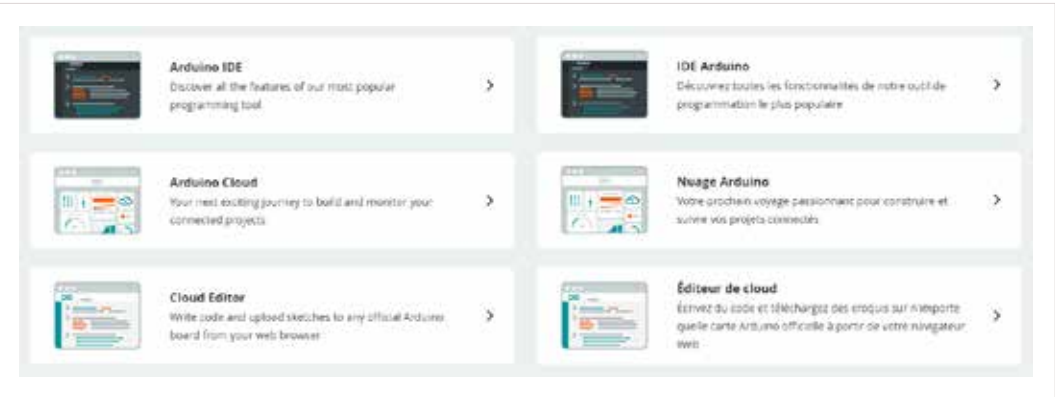 Arduino IDE
Discover all the features of our most popular
programming tool
IDE Arduino
Découvrez toutes les fonctionnalités de notre outil de
programmation le plus populaire
Arduino Cloud
Your next exciting journey to build and monitor your
connected projects
Nuage Arduino
Votre prochain voyage passionnant pour construire et
suivre vos projets connectés
Cloud Editor
Write code and upload sketches to any official Arduino
board from your web browser
Éditeur de cloud
Écrivez du code et téléchargez des croquis sur n'importe
quelle carte Arduino officielle à partir de votre navigateur
Web